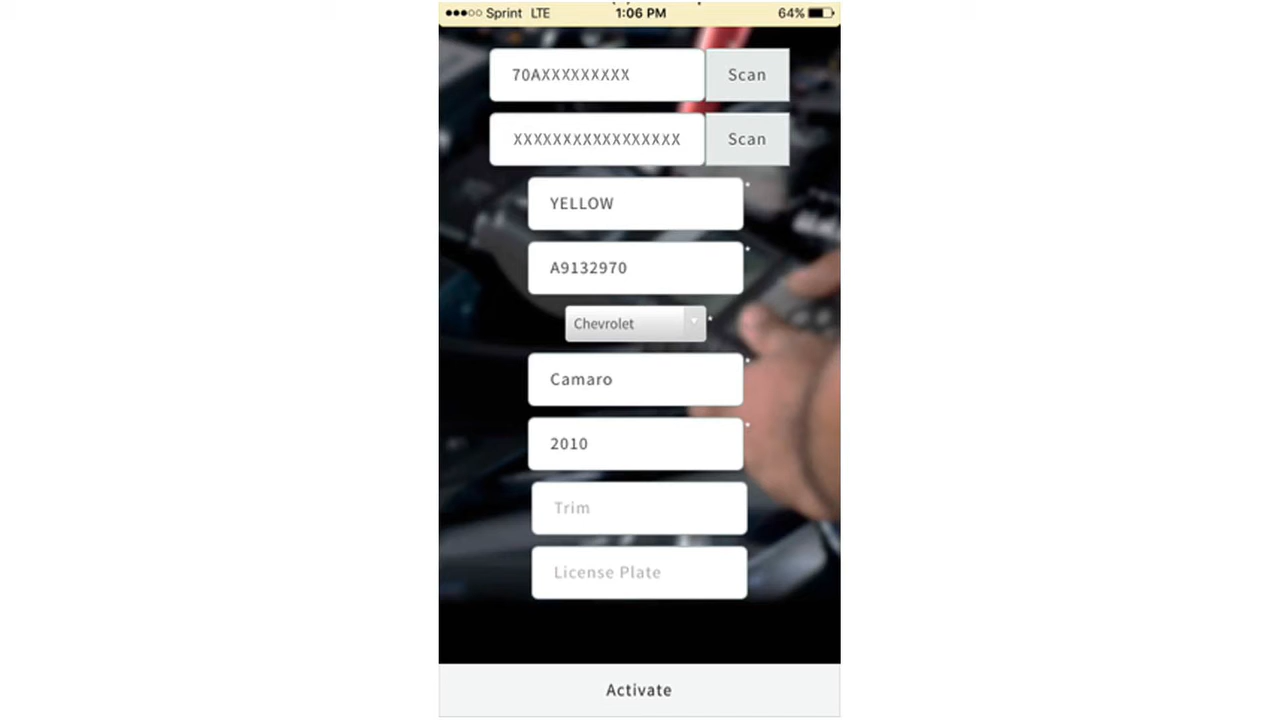 Sprint LTE 1:06 PM 64%
70AXXXXXXXXX Scan
XXXXXXXXXXXXXXXXX Scan
YELLOW *
A9132970 *
Chevrolet *
Camaro *
2010 *
Trim
License Plate
Activate